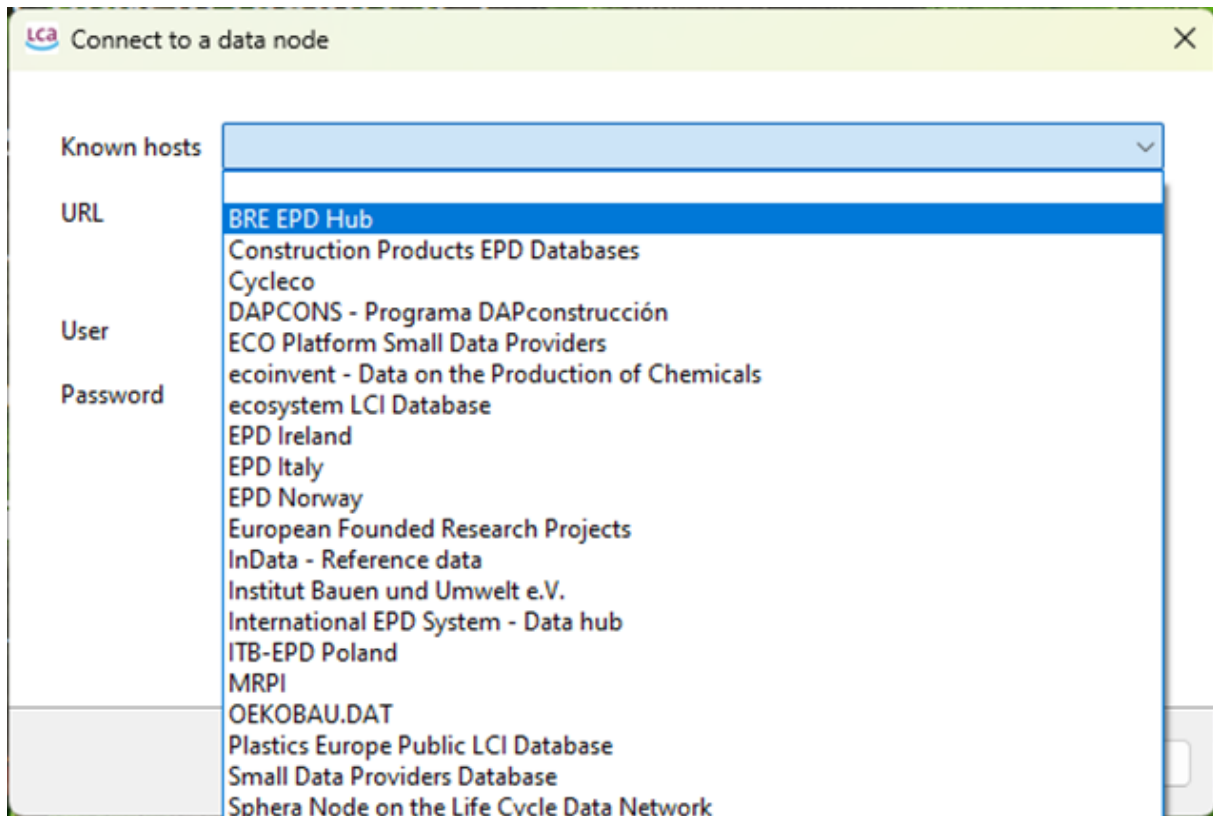 LCA Connect to a data node
Known hosts
URL
BRE EPD Hub
Construction Products EPD Databases
Cycleco
DAPCONS - Programa DAPconstrucción
User
ECO Platform Small Data Providers
ecoinvent - Data on the Production of Chemicals
Password
ecosystem LCI Database
EPD Ireland
EPD Italy
EPD Norway
European Founded Research Projects
InData - Reference data
Institut Bauen und Umwelt e.V.
International EPD System - Data hub
ITB-EPD Poland
MRPI
OEKOBAU.DAT
Plastics Europe Public LCI Database
Small Data Providers Database
Sphera Node on the Life Cycle Data Network